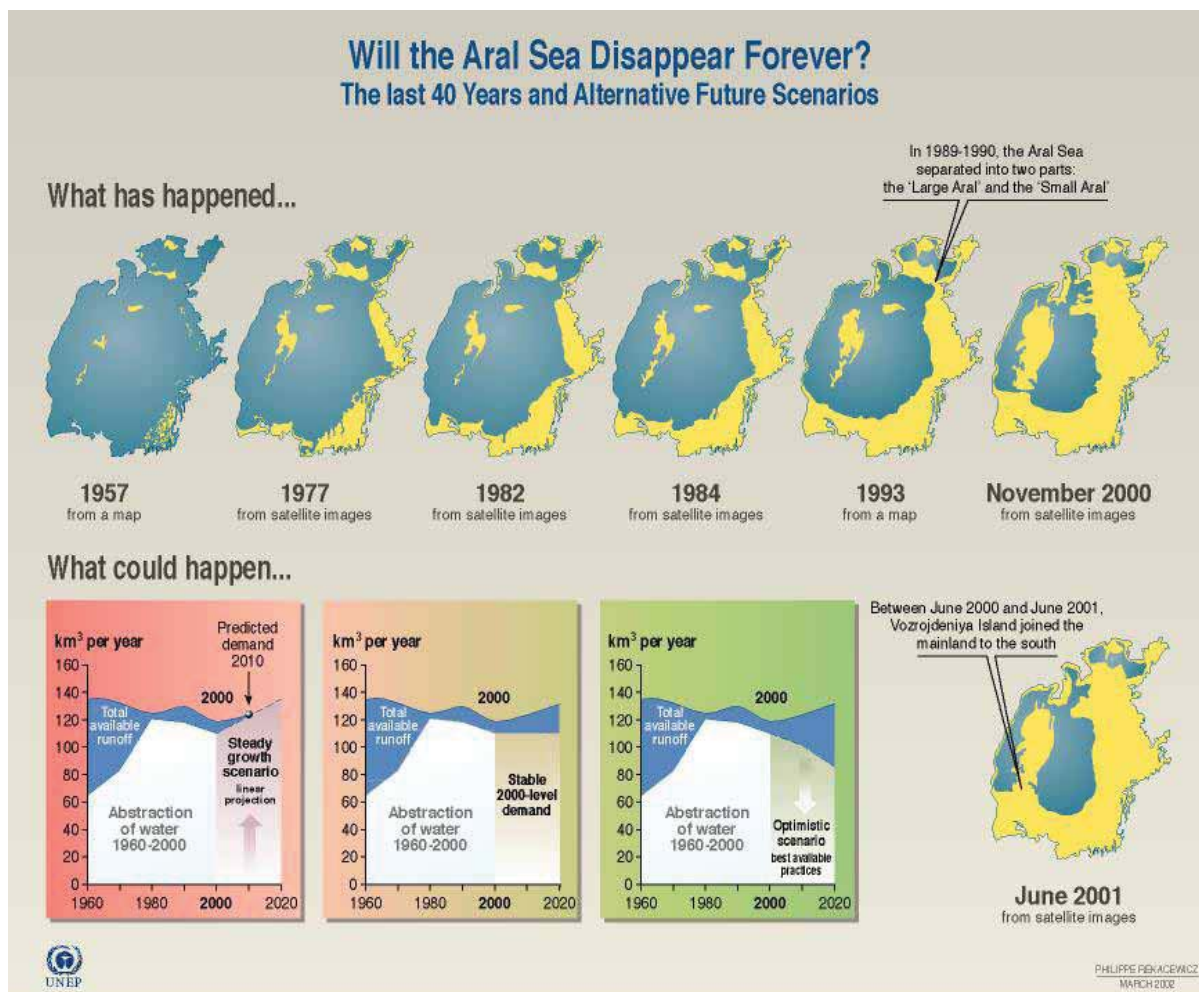 Will the Aral Sea Disappear Forever?
The last 40 Years and Alternative Future Scenarios
What has happened...
In 1989-1990, the Aral Sea
separated into two parts:
the 'Large Aral' and the 'Small Aral'
1957
from a map
1977
from satellite images
1982
from satellite images
1984
from satellite images
1993
from a map
November 2000
from satellite images
What could happen...
km³ per year
160
140
120
100
80
60
40
20
0
1960
1980
2000
2020
Predicted
demand
2010
2000
Total
available
runoff
Steady
growth
scenario
linear
projection
Abstraction
of water
1960-2000
km³ per year
160
140
120
100
80
60
40
20
0
1960
1980
2000
2020
2000
Total
available
runoff
Stable
2000-level
demand
Abstraction
of water
1960-2000
km³ per year
160
140
120
100
80
60
40
20
0
1960
1980
2000
2020
2000
Total
available
runoff
Optimistic
scenario
best available
practices
Abstraction
of water
1960-2000
Between June 2000 and June 2001,
Vozrojdeniya Island joined the
mainland to the south
June 2001
from satellite images
UNEP
PHILIPPE REKACEWICZ
MARCH 2002